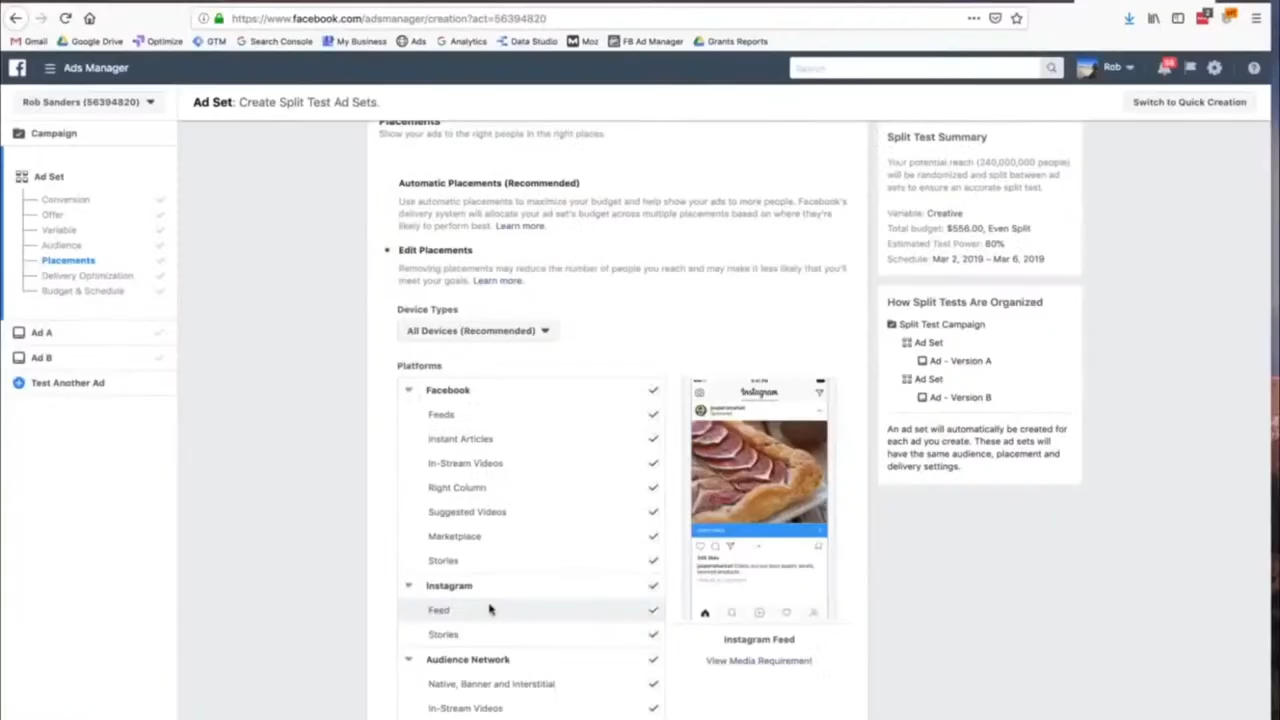 https://www.facebook.com/adsmanager/creation?act=56394820
Gmail Google Drive Optimize GTM Search Console My Business Ads Analytics Data Studio Moz FB Ad Manager Grants Reports
Ads Manager
Search
Rob
Rob Sanders (56394820)
Ad Set: Create Split Test Ad Sets.
Switch to Quick Creation
Campaign
Ad Set
Conversion
Offer
Variable
Audience
Placements
Delivery Optimization
Budget & Schedule
Ad A
Ad B
Test Another Ad
Placements
Show your ads to the right people in the right places.
Automatic Placements (Recommended)
Use automatic placements to maximize your budget and help show your ads to more people. Facebook's
delivery system will allocate your ad set's budget across multiple placements based on where they're
likely to perform best. Learn more.
Edit Placements
Removing placements may reduce the number of people you reach and may make it less likely that you'll
meet your goals. Learn more.
Device Types
All Devices (Recommended)
Platforms
Facebook
Feeds
Instant Articles
In-Stream Videos
Right Column
Suggested Videos
Marketplace
Stories
Instagram
Feed
Stories
Audience Network
Native, Banner and Interstitial
In-Stream Videos
Instagram
Instagram Feed
View Media Requirement
Split Test Summary
Your potential reach (240,000,000 people)
will be randomized and split between ad
sets to ensure an accurate split test.
Variable: Creative
Total budget: $556.00, Even Split
Estimated Test Power: 80%
Schedule: Mar 2, 2019 – Mar 6, 2019
How Split Tests Are Organized
Split Test Campaign
Ad Set
Ad - Version A
Ad Set
Ad - Version B
An ad set will automatically be created for
each ad you create. These ad sets will
have the same audience, placement and
delivery settings.